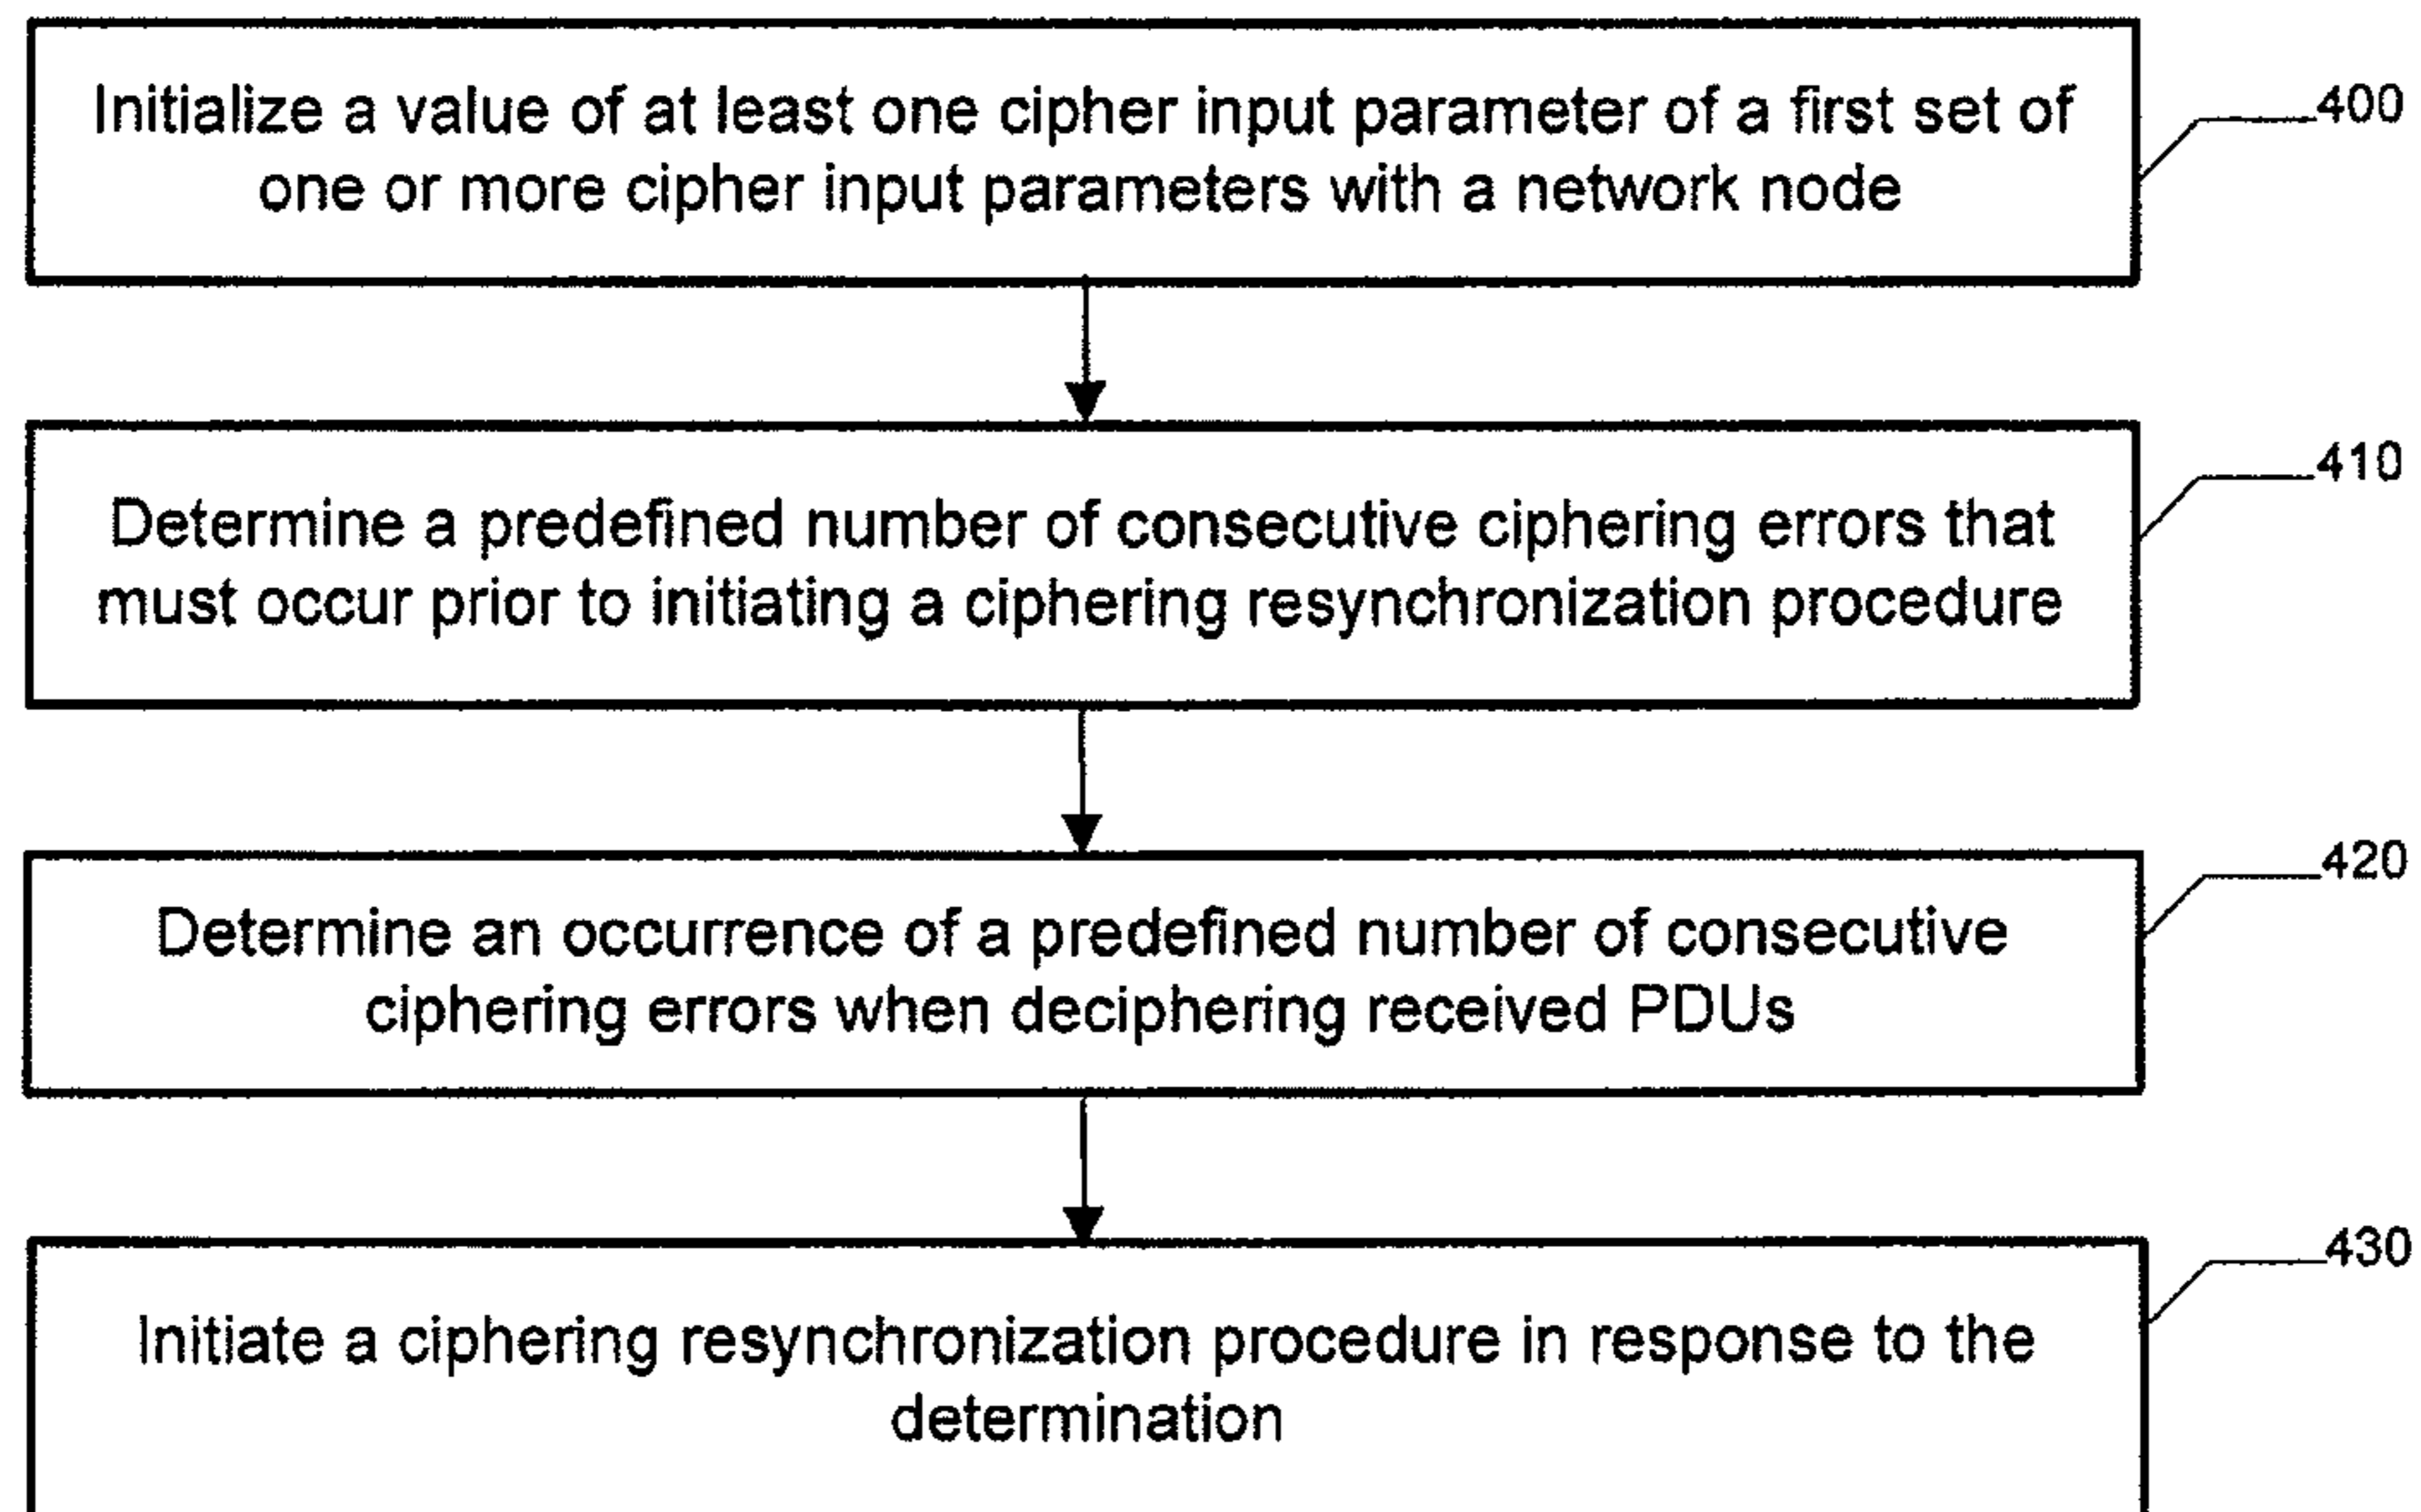 Initialize a value of at least one cipher input parameter of a first set of
one or more cipher input parameters with a network node
400
Determine a predefined number of consecutive ciphering errors that
must occur prior to initiating a ciphering resynchronization procedure
410
Determine an occurrence of a predefined number of consecutive
ciphering errors when deciphering received PDUs
420
Initiate a ciphering resynchronization procedure in response to the
determination
430